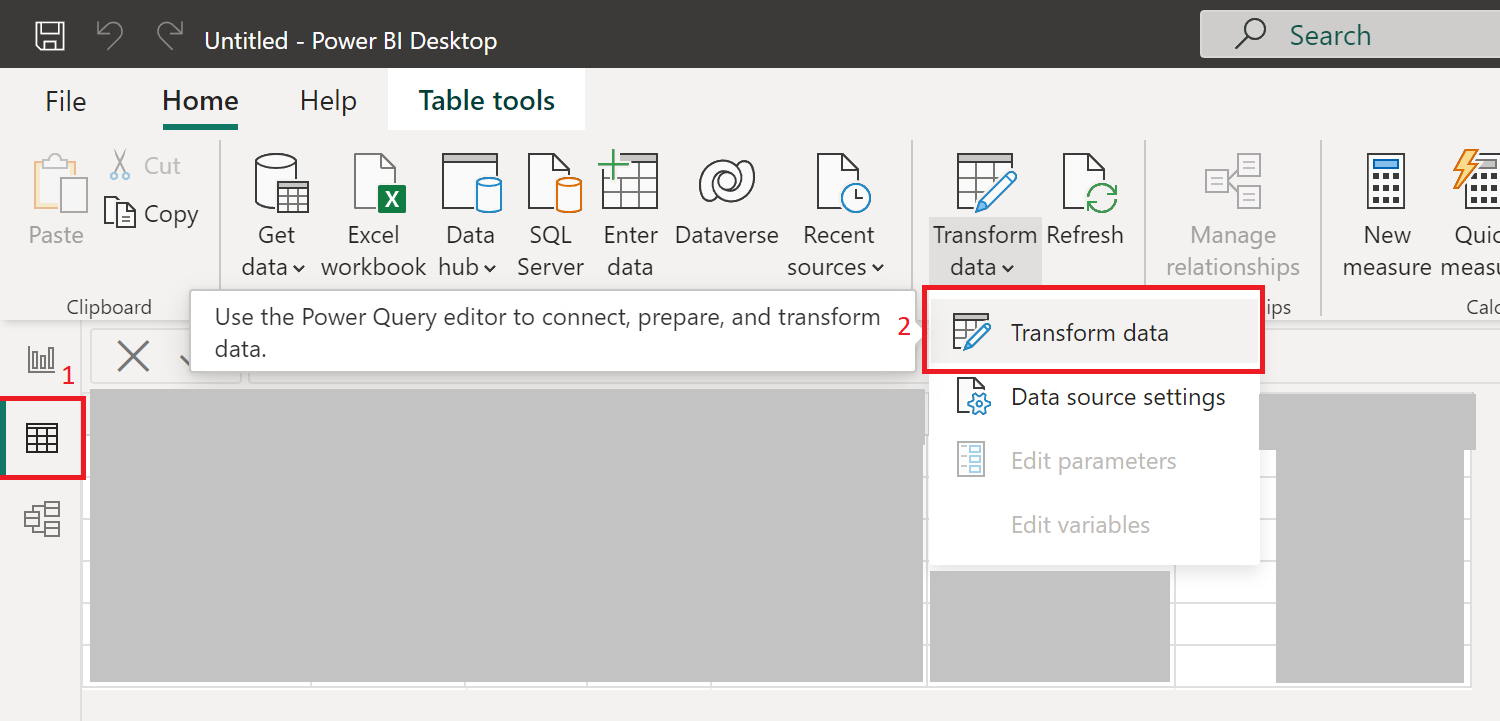 Untitled - Power BI Desktop
Search
File
Home
Help
Table tools
Paste
Cut
Copy
Clipboard
Get
data
Excel
workbook
Data
hub
SQL
Server
Enter
data
Dataverse
Recent
sources
Transform
data
Refresh
Manage
relationships
ips
New
measure
Quic
measu
Calc
Use the Power Query editor to connect, prepare, and transform
data.
2
Transform data
Data source settings
Edit parameters
Edit variables
1